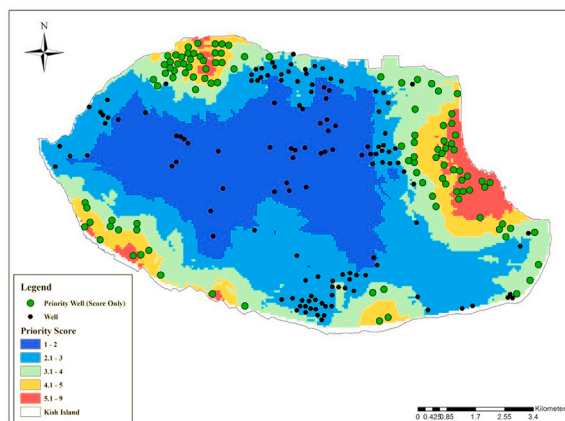 N
Legend
Priority Well (Score Only)
Well
Priority Score
1 - 2
2.1 - 3
3.1 - 4
4.1 - 5
5.1 - 9
Kish Island
Kilometer
0 0.425 0.85 1.7 2.55 3.4